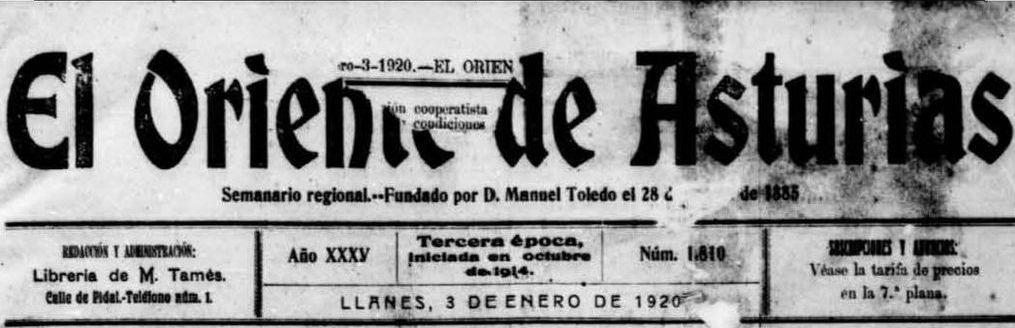 El Oriente de Asturias
ro-3-1920.—EL ORIEN
ión cooperatista
condiciones
Semanario regional.--Fundado por D. Manuel Toledo el 28 d de 1885
REDACCIÓN Y ADMINISTRACIÓN:
Librería de M. Tamés.
Calle de Pidal.-Teléfono núm. 1.
Año XXXV
Tercera época,
iniciada en octubre
de 1914.
Núm. 1.810
LLANES, 3 DE ENERO DE 1920
SUSCRIPCIONES Y ANUNCIOS:
Véase la tarifa de precios
en la 7.ª plana.